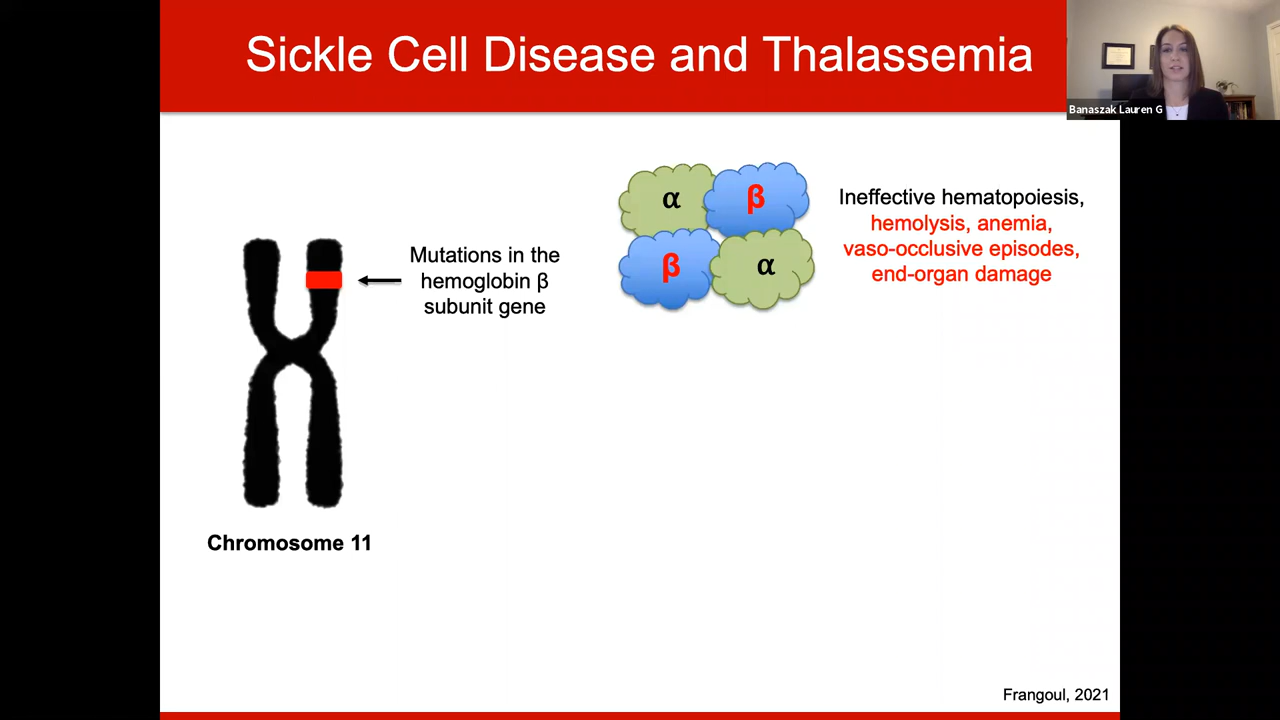 Sickle Cell Disease and Thalassemia
Banaszak Lauren G
α
β
β
α
Ineffective hematopoiesis,
hemolysis, anemia,
vaso-occlusive episodes,
end-organ damage
Mutations in the
hemoglobin β
subunit gene
Chromosome 11
Frangoul, 2021